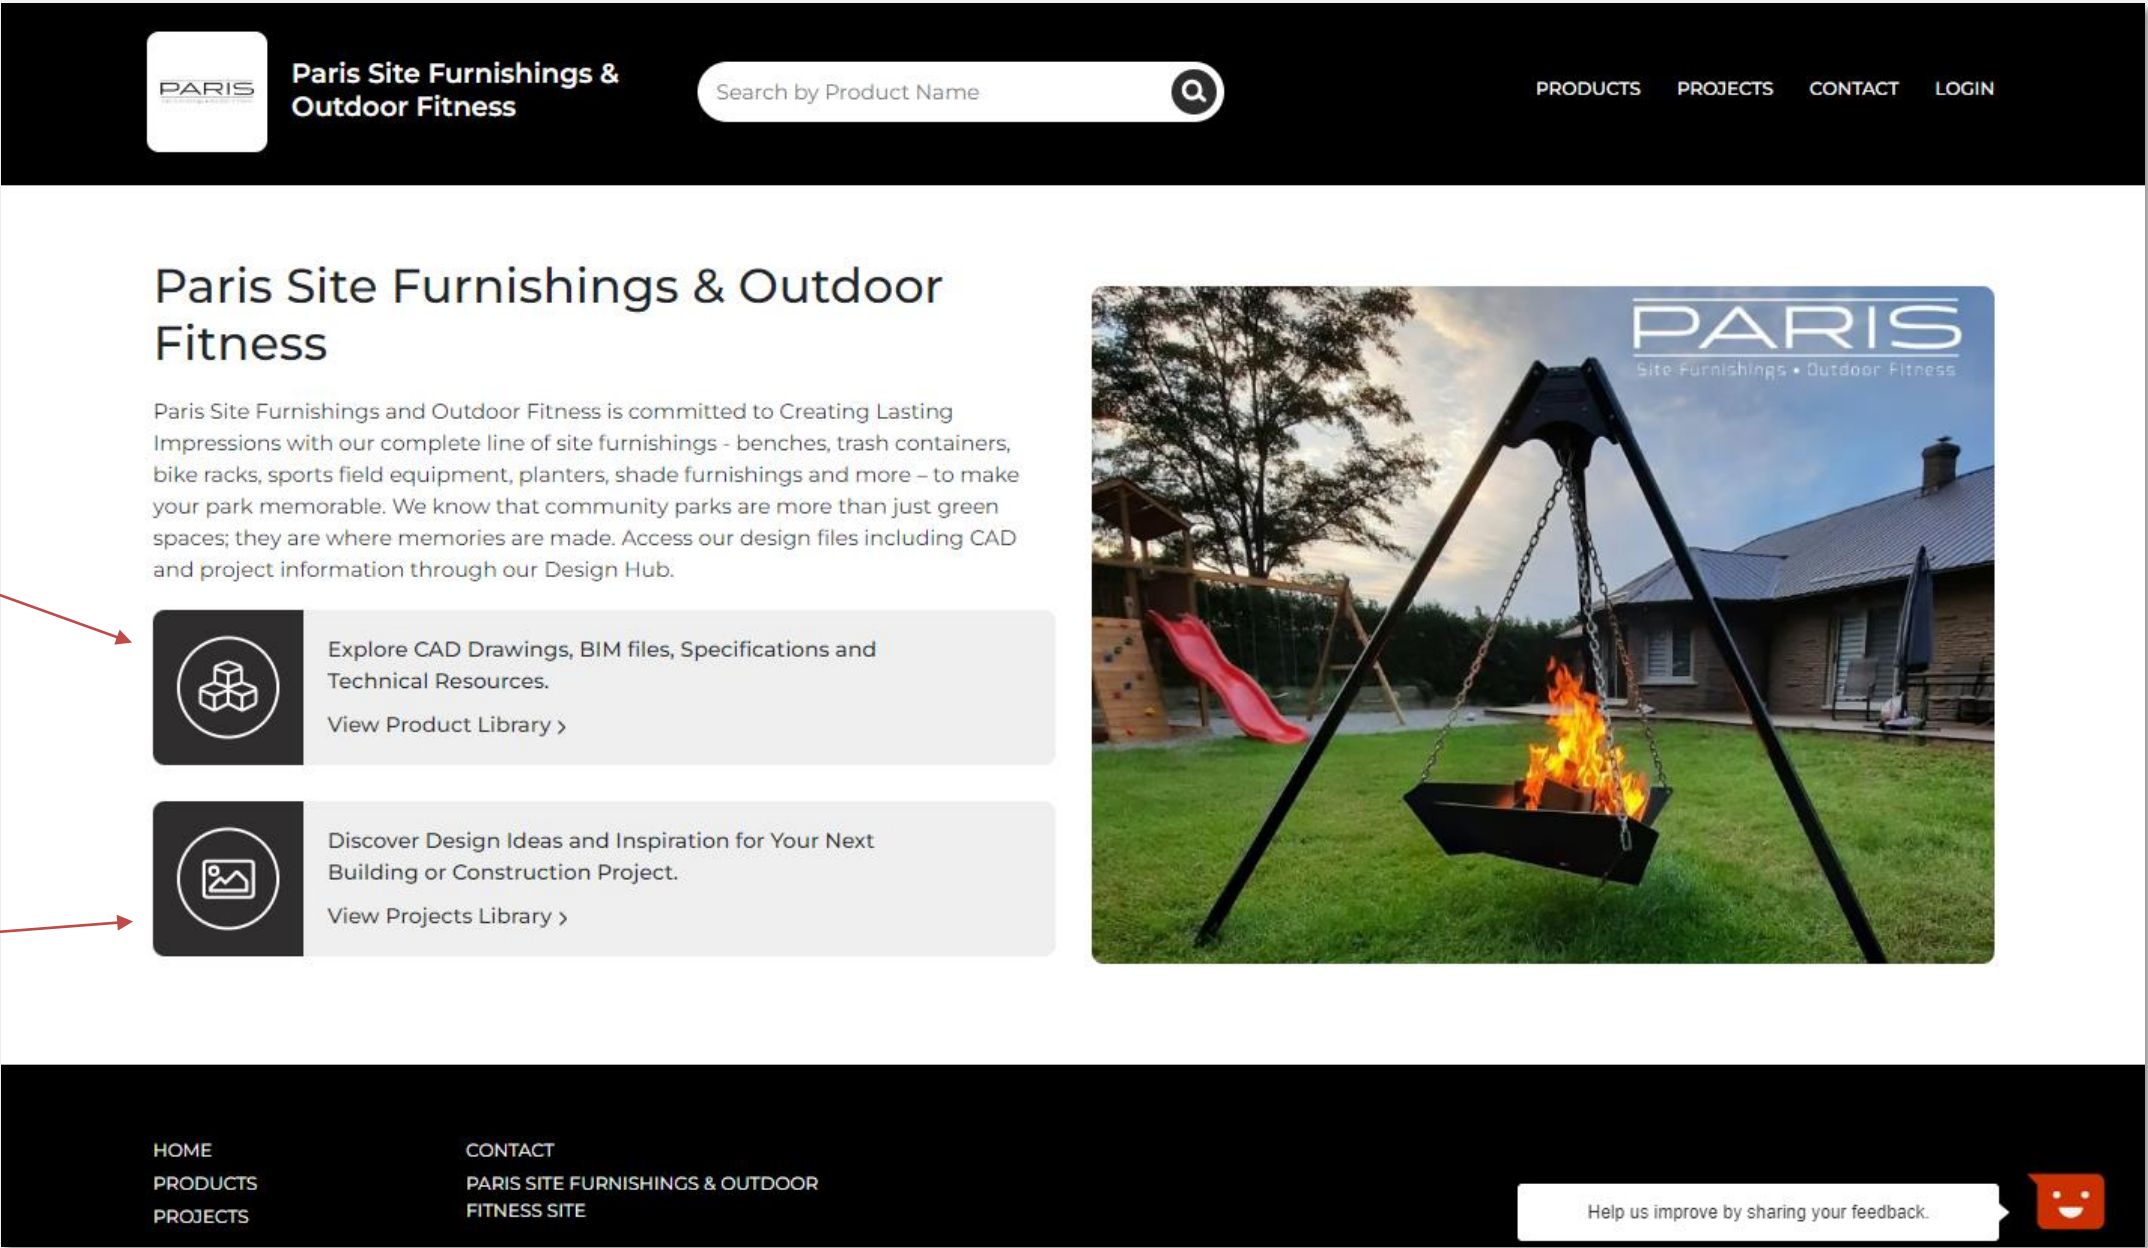 PARIS
Paris Site Furnishings &
Outdoor Fitness
Search by Product Name
PRODUCTS PROJECTS CONTACT LOGIN
Paris Site Furnishings & Outdoor
Fitness
Paris Site Furnishings and Outdoor Fitness is committed to Creating Lasting
Impressions with our complete line of site furnishings - benches, trash containers,
bike racks, sports field equipment, planters, shade furnishings and more – to make
your park memorable. We know that community parks are more than just green
spaces; they are where memories are made. Access our design files including CAD
and project information through our Design Hub.
Explore CAD Drawings, BIM files, Specifications and
Technical Resources.
View Product Library >
Discover Design Ideas and Inspiration for Your Next
Building or Construction Project.
View Projects Library >
PARIS
Site Furnishings • Outdoor Fitness
HOME
PRODUCTS
PROJECTS
CONTACT
PARIS SITE FURNISHINGS & OUTDOOR
FITNESS SITE
Help us improve by sharing your feedback.